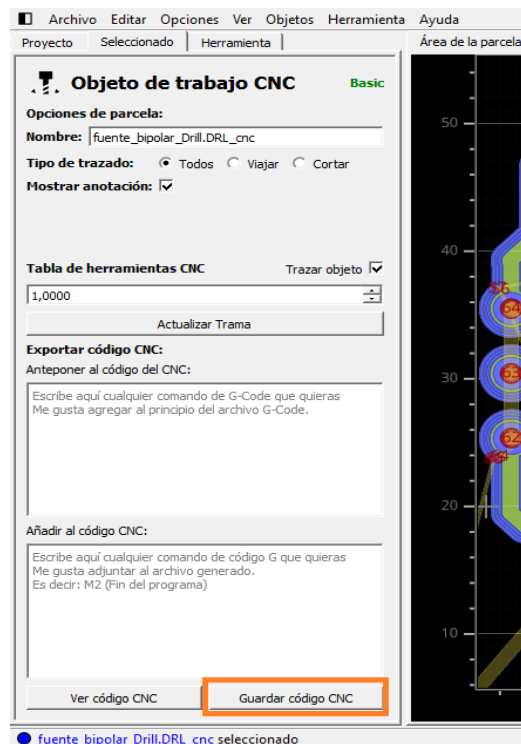 Archivo Editar Opciones Ver Objetos Herramienta Ayuda
Proyecto Seleccionado Herramienta Área de la parcela
Objeto de trabajo CNC Basic
Opciones de parcela:
Nombre: fuente_bipolar_Drill.DRL_cnc
Tipo de trazado: Todos Viajar Cortar
Mostrar anotación:
Tabla de herramientas CNC Trazar objeto
1,0000
Actualizar Trama
Exportar código CNC:
Anteponer al código del CNC:
Escribe aquí cualquier comando de G-Code que quieras
Me gusta agregar al principio del archivo G-Code.
Añadir al código CNC:
Escribe aquí cualquier comando de código G que quieras
Me gusta adjuntar al archivo generado.
Es decir: M2 (Fin del programa)
Ver código CNC Guardar código CNC
fuente_bipolar_Drill.DRL_cnc seleccionado
50
40
64
30
63
62
20
10